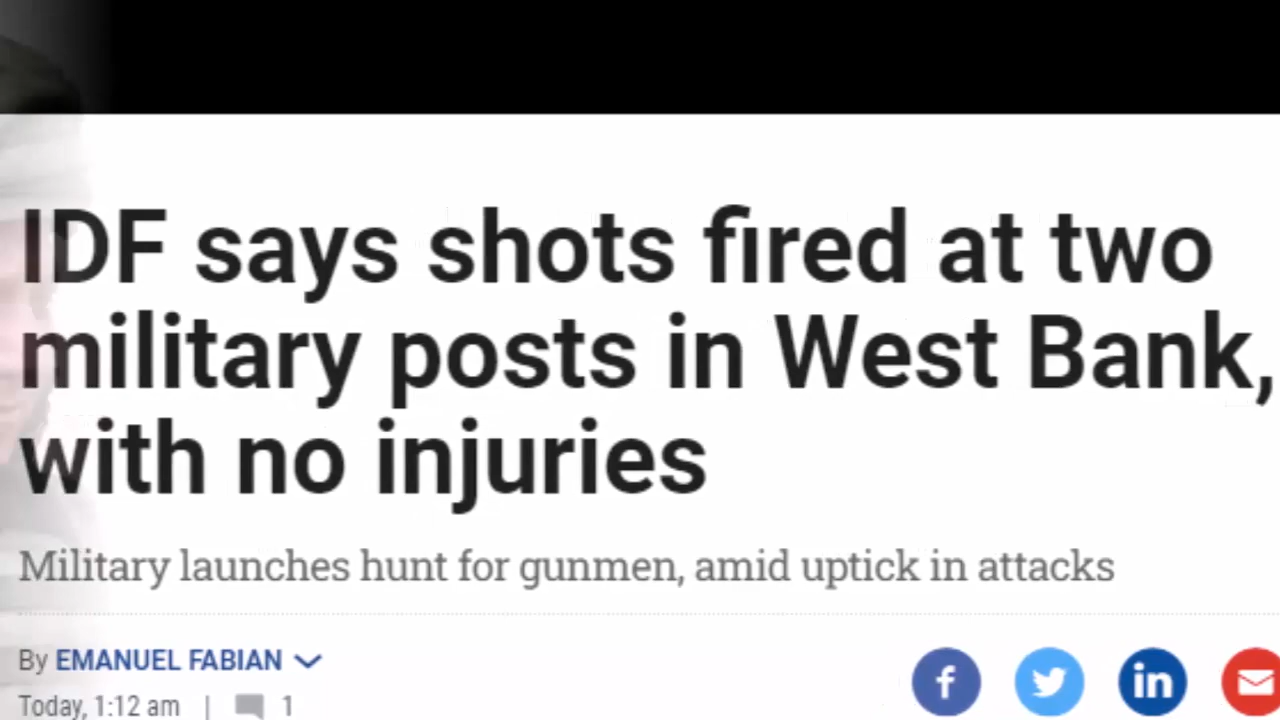 IDF says shots fired at two
military posts in West Bank,
with no injuries
Military launches hunt for gunmen, amid uptick in attacks
By EMANUEL FABIAN
Today, 1:12 am | 1
f in